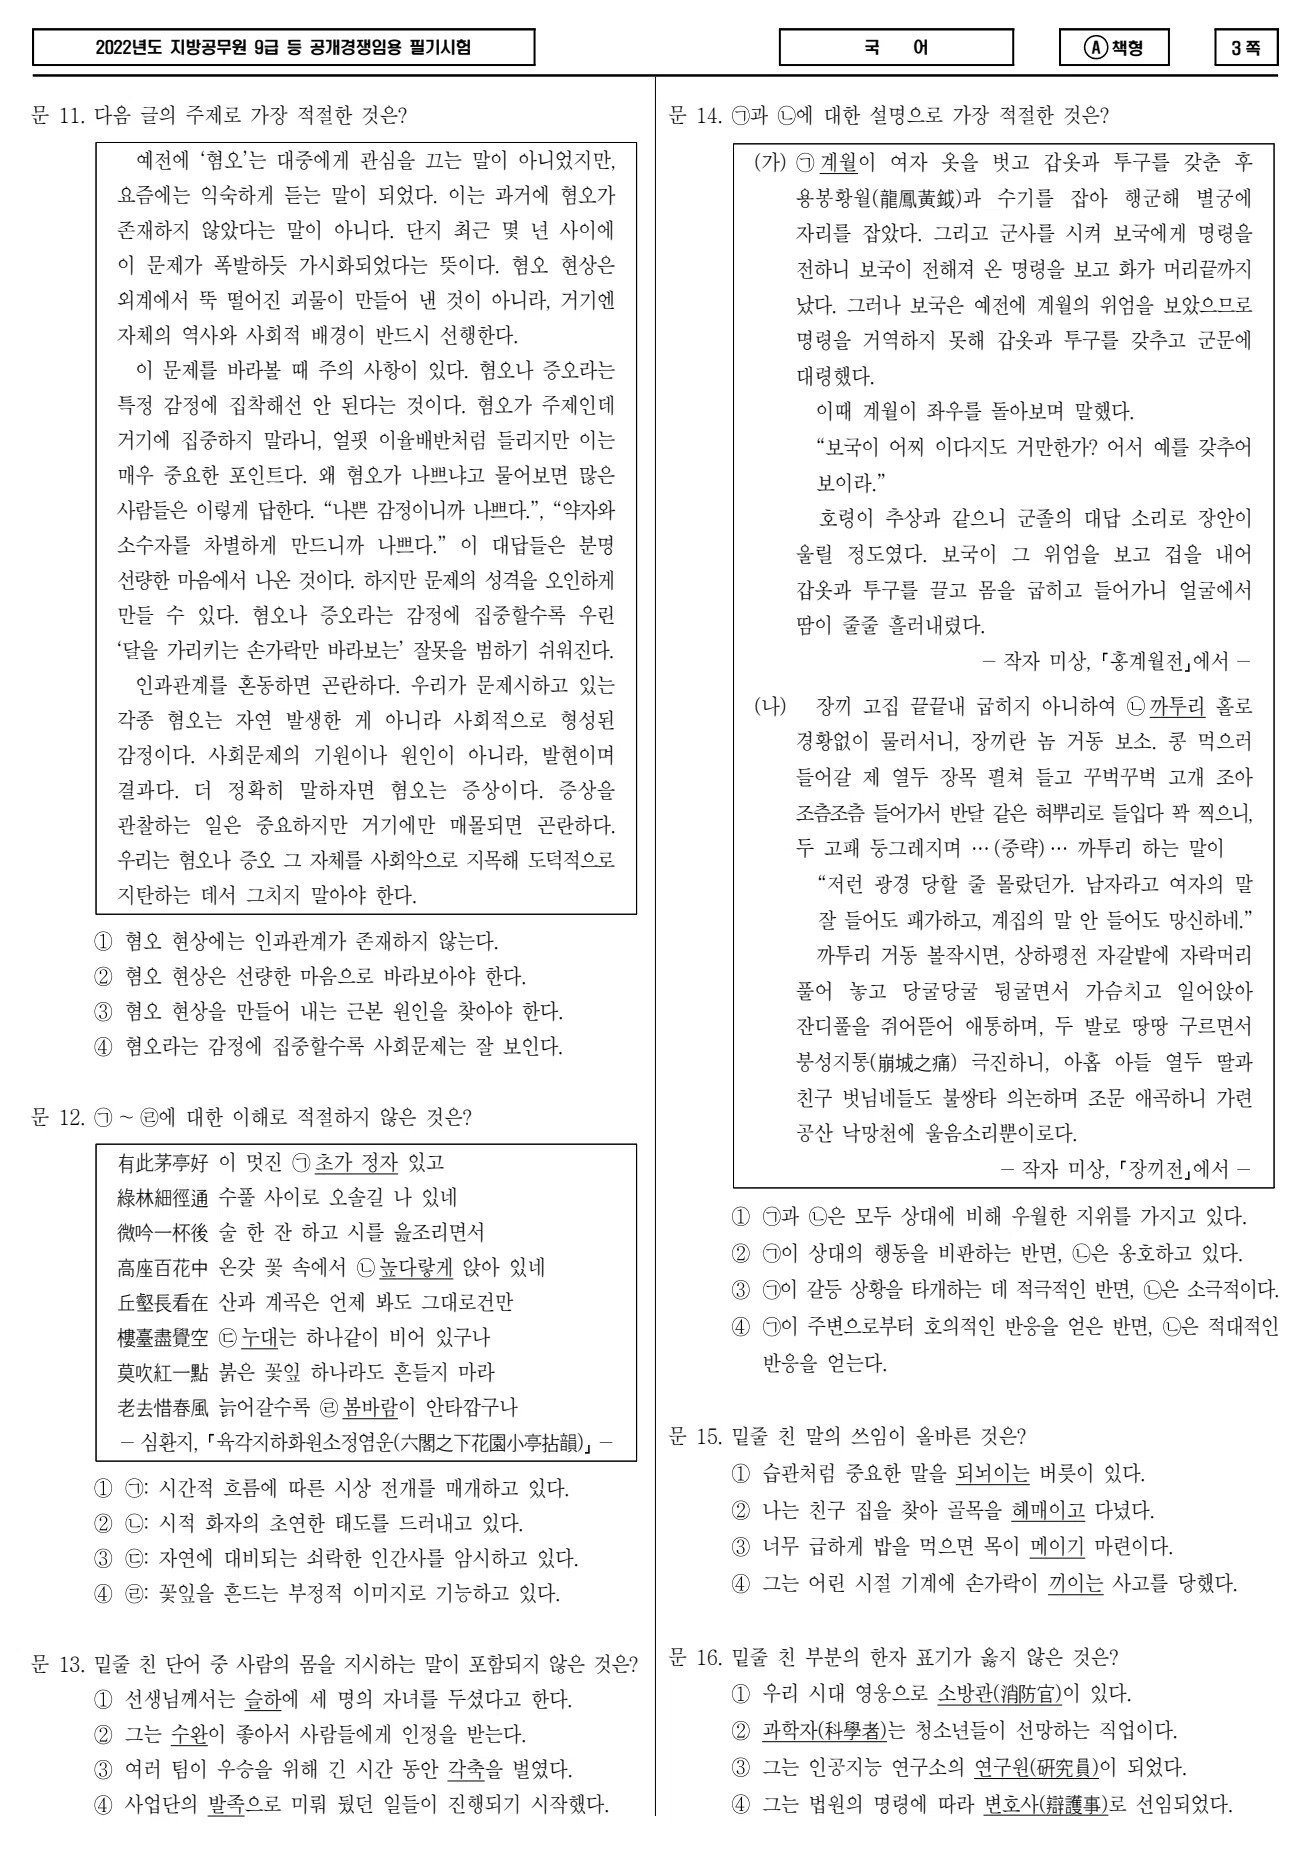 2022년도 지방공무원 9급 등 공개경쟁임용 필기시험
국 어
Ⓐ 책형
3 쪽
문 11. 다음 글의 주제로 가장 적절한 것은?
예전에 ‘혐오’는 대중에게 관심을 끄는 말이 아니었지만,
요즘에는 익숙하게 듣는 말이 되었다. 이는 과거에 혐오가
존재하지 않았다는 말이 아니다. 단지 최근 몇 년 사이에
이 문제가 폭발하듯 가시화되었다는 뜻이다. 혐오 현상은
외계에서 뚝 떨어진 괴물이 만들어 낸 것이 아니라, 거기엔
자체의 역사와 사회적 배경이 반드시 선행한다.
이 문제를 바라볼 때 주의 사항이 있다. 혐오나 증오라는
특정 감정에 집착해선 안 된다는 것이다. 혐오가 주제인데
거기에 집중하지 말라니, 얼핏 이율배반처럼 들리지만 이는
매우 중요한 포인트다. 왜 혐오가 나쁘냐고 물어보면 많은
사람들은 이렇게 답한다. “나쁜 감정이니까 나쁘다.”, “약자와
소수자를 차별하게 만드니까 나쁘다.” 이 대답들은 분명
선량한 마음에서 나온 것이다. 하지만 문제의 성격을 오인하게
만들 수 있다. 혐오나 증오라는 감정에 집중할수록 우린
‘달을 가리키는 손가락만 바라보는’ 잘못을 범하기 쉬워진다.
인과관계를 혼동하면 곤란하다. 우리가 문제시하고 있는
각종 혐오는 자연 발생한 게 아니라 사회적으로 형성된
감정이다. 사회문제의 기원이나 원인이 아니라, 발현이며
결과다. 더 정확히 말하자면 혐오는 증상이다. 증상을
관찰하는 일은 중요하지만 거기에만 매몰되면 곤란하다.
우리는 혐오나 증오 그 자체를 사회악으로 지목해 도덕적으로
지탄하는 데서 그치지 말아야 한다.
① 혐오 현상에는 인과관계가 존재하지 않는다.
② 혐오 현상은 선량한 마음으로 바라보아야 한다.
③ 혐오 현상을 만들어 내는 근본 원인을 찾아야 한다.
④ 혐오라는 감정에 집중할수록 사회문제는 잘 보인다.
문 12. ㉠ ~ ㉣에 대한 이해로 적절하지 않은 것은?
有此茅亭好 이 멋진 ㉠ 초가 정자 있고
綠林細徑通 수풀 사이로 오솔길 나 있네
微吟一杯後 술 한 잔 하고 시를 읊조리면서
高座百花中 온갖 꽃 속에서 ㉡ 높다랗게 앉아 있네
丘壑長看在 산과 계곡은 언제 봐도 그대로건만
樓臺盡覺空 ㉢ 누대는 하나같이 비어 있구나
莫吹紅一點 붉은 꽃잎 하나라도 흔들지 마라
老去惜春風 늙어갈수록 ㉣ 봄바람이 안타깝구나
－ 심환지, ｢육각지하화원소정염운(六閣之下花園小亭拈韻)｣ －
① ㉠: 시간적 흐름에 따른 시상 전개를 매개하고 있다.
② ㉡: 시적 화자의 초연한 태도를 드러내고 있다.
③ ㉢: 자연에 대비되는 쇠락한 인간사를 암시하고 있다.
④ ㉣: 꽃잎을 흔드는 부정적 이미지로 기능하고 있다.
문 13. 밑줄 친 단어 중 사람의 몸을 지시하는 말이 포함되지 않은 것은?
① 선생님께서는 슬하에 세 명의 자녀를 두셨다고 한다.
② 그는 수완이 좋아서 사람들에게 인정을 받는다.
③ 여러 팀이 우승을 위해 긴 시간 동안 각축을 벌였다.
④ 사업단의 발족으로 미뤄 뒀던 일들이 진행되기 시작했다.
문 14. ㉠과 ㉡에 대한 설명으로 가장 적절한 것은?
(가) ㉠ 계월이 여자 옷을 벗고 갑옷과 투구를 갖춘 후
용봉황월(龍鳳黃鉞)과 수기를 잡아 행군해 별궁에
자리를 잡았다. 그리고 군사를 시켜 보국에게 명령을
전하니 보국이 전해져 온 명령을 보고 화가 머리끝까지
났다. 그러나 보국은 예전에 계월의 위엄을 보았으므로
명령을 거역하지 못해 갑옷과 투구를 갖추고 군문에
대령했다.
이때 계월이 좌우를 돌아보며 말했다.
“보국이 어찌 이다지도 거만한가? 어서 예를 갖추어
보이라.”
호령이 추상과 같으니 군졸의 대답 소리로 장안이
울릴 정도였다. 보국이 그 위엄을 보고 겁을 내어
갑옷과 투구를 끌고 몸을 굽히고 들어가니 얼굴에서
땀이 줄줄 흘러내렸다.
－ 작자 미상, ｢홍계월전｣에서 －
(나) 장끼 고집 끝끝내 굽히지 아니하여 ㉡ 까투리 홀로
경황없이 물러서니, 장끼란 놈 거동 보소. 콩 먹으러
들어갈 제 열두 장목 펼쳐 들고 꾸벅꾸벅 고개 조아
조츰조츰 들어가서 반달 같은 혀뿌리로 들입다 꽉 찍으니,
두 고패 둥그레지며 … (중략) … 까투리 하는 말이
“저런 광경 당할 줄 몰랐던가. 남자라고 여자의 말
잘 들어도 패가하고, 계집의 말 안 들어도 망신하네.”
까투리 거동 볼작시면, 상하평전 자갈밭에 자락머리
풀어 놓고 당굴당굴 뒹굴면서 가슴치고 일어앉아
잔디풀을 쥐어뜯어 애통하며, 두 발로 땅땅 구르면서
붕성지통(崩城之痛) 극진하니, 아홉 아들 열두 딸과
친구 벗님네들도 불쌍타 의논하며 조문 애곡하니 가련
공산 낙망천에 울음소리뿐이로다.
－ 작자 미상, ｢장끼전｣에서 －
① ㉠과 ㉡은 모두 상대에 비해 우월한 지위를 가지고 있다.
② ㉠이 상대의 행동을 비판하는 반면, ㉡은 옹호하고 있다.
③ ㉠이 갈등 상황을 타개하는 데 적극적인 반면, ㉡은 소극적이다.
④ ㉠이 주변으로부터 호의적인 반응을 얻은 반면, ㉡은 적대적인
반응을 얻는다.
문 15. 밑줄 친 말의 쓰임이 올바른 것은?
① 습관처럼 중요한 말을 되뇌이는 버릇이 있다.
② 나는 친구 집을 찾아 골목을 헤매이고 다녔다.
③ 너무 급하게 밥을 먹으면 목이 메이기 마련이다.
④ 그는 어린 시절 기계에 손가락이 끼이는 사고를 당했다.
문 16. 밑줄 친 부분의 한자 표기가 옳지 않은 것은?
① 우리 시대 영웅으로 소방관(消防官)이 있다.
② 과학자(科學者)는 청소년들이 선망하는 직업이다.
③ 그는 인공지능 연구소의 연구원(硏究員)이 되었다.
④ 그는 법원의 명령에 따라 변호사(辯護事)로 선임되었다.